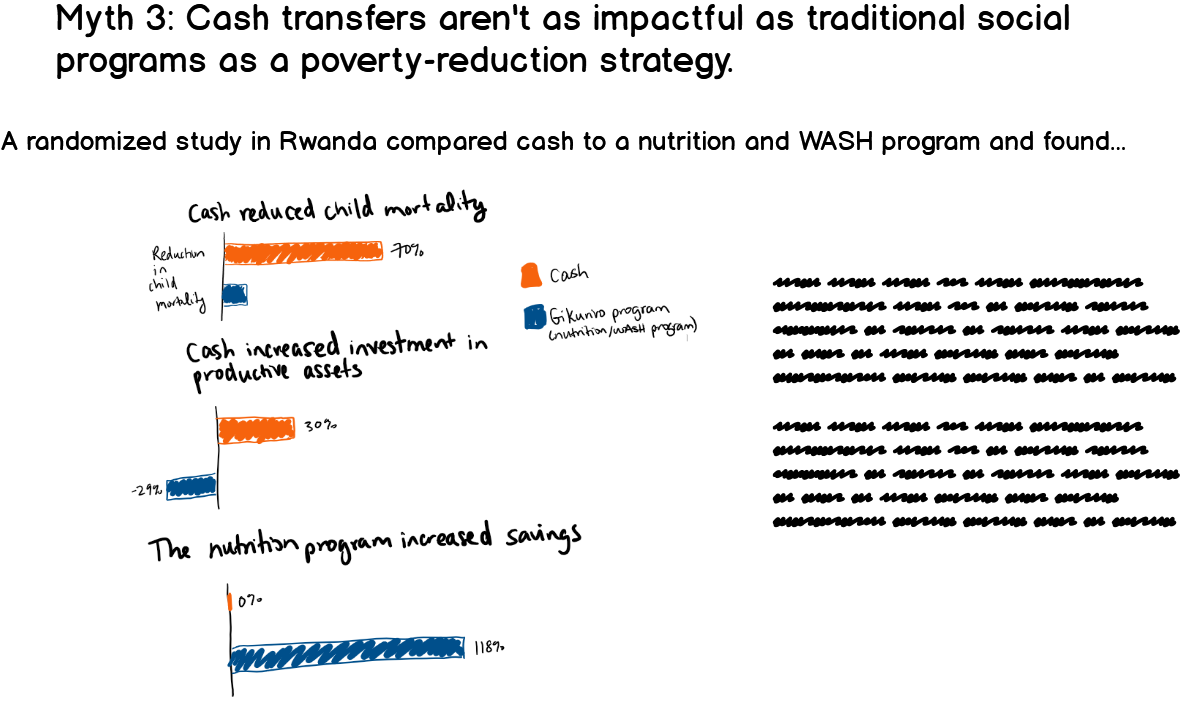 Myth 3: Cash transfers aren't as impactful as traditional social
programs as a poverty-reduction strategy.
A randomized study in Rwanda compared cash to a nutrition and WASH program and found...
Cash reduced child mortality
Reduction
in
child
mortality
70%
Cash
Gikuriro program
(nutrition/WASH program)
Cash increased investment in
productive assets
30%
-29%
The nutrition program increased savings
0%
118%